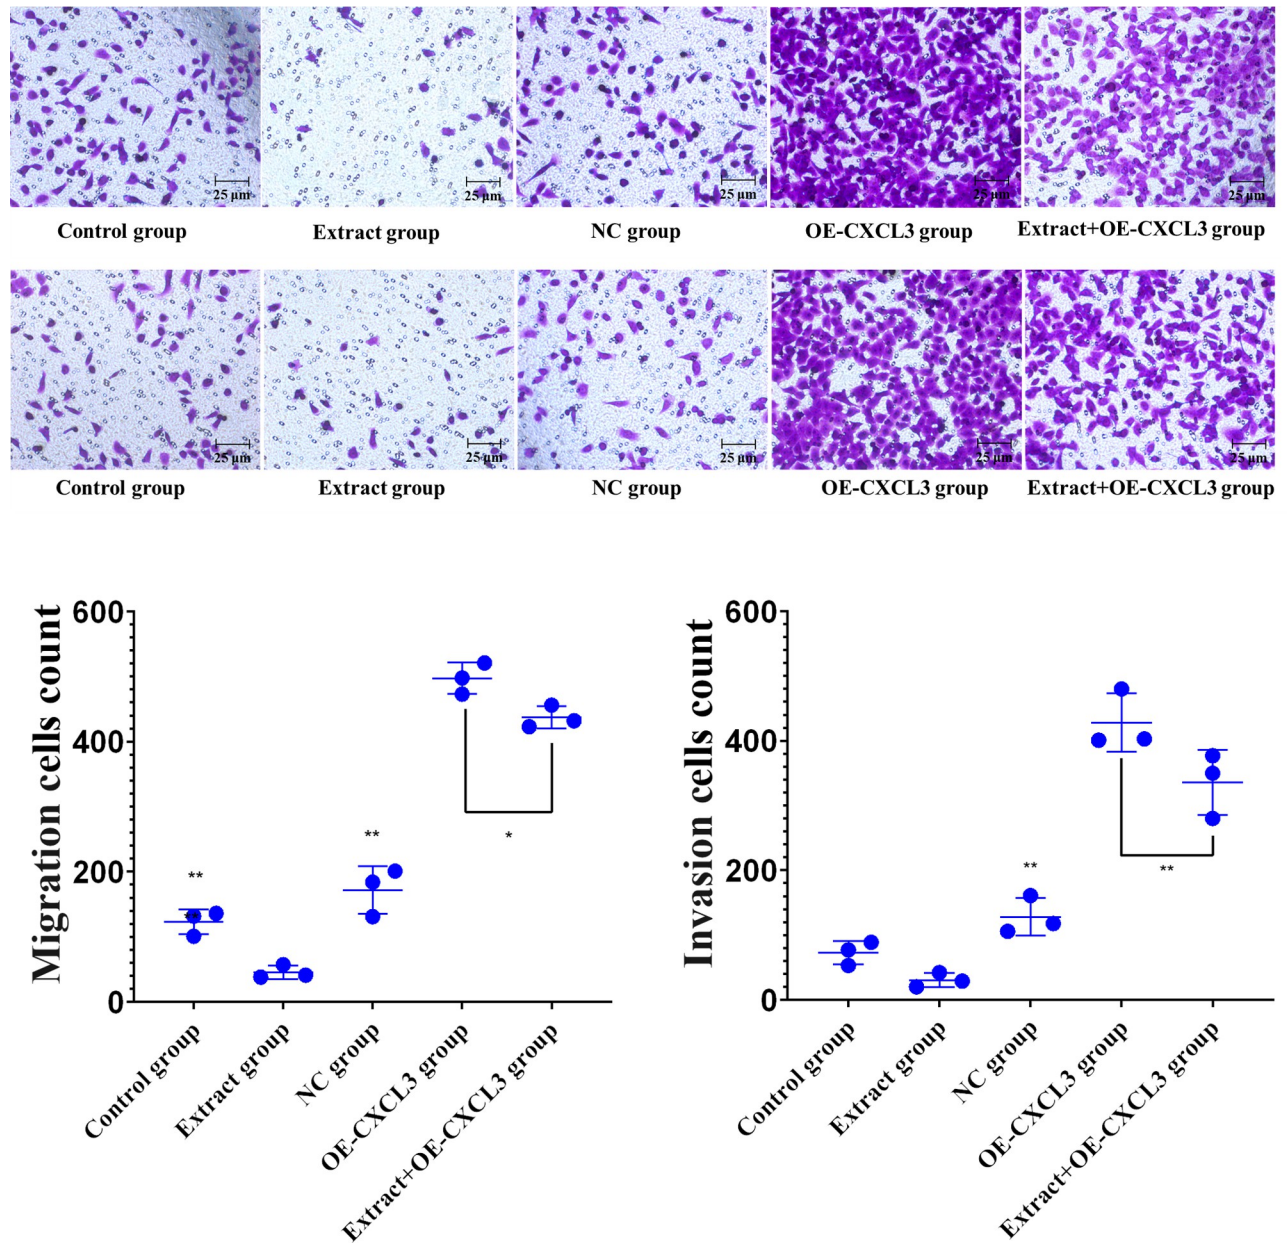 25 μm
25 μm
25 μm
25 μm
25 μm
Control group
Extract group
NC group
OE-CXCL3 group
Extract+OE-CXCL3 group
25 μm
25 μm
25 μm
25 μm
25 μm
Control group
Extract group
NC group
OE-CXCL3 group
Extract+OE-CXCL3 group
Migration cells count
600
400
200
0
**
**
**
*
Control group
Extract group
NC group
OE-CXCL3 group
Extract+OE-CXCL3 group
Invasion cells count
600
400
200
0
**
**
Control group
Extract group
NC group
OE-CXCL3 group
Extract+OE-CXCL3 group